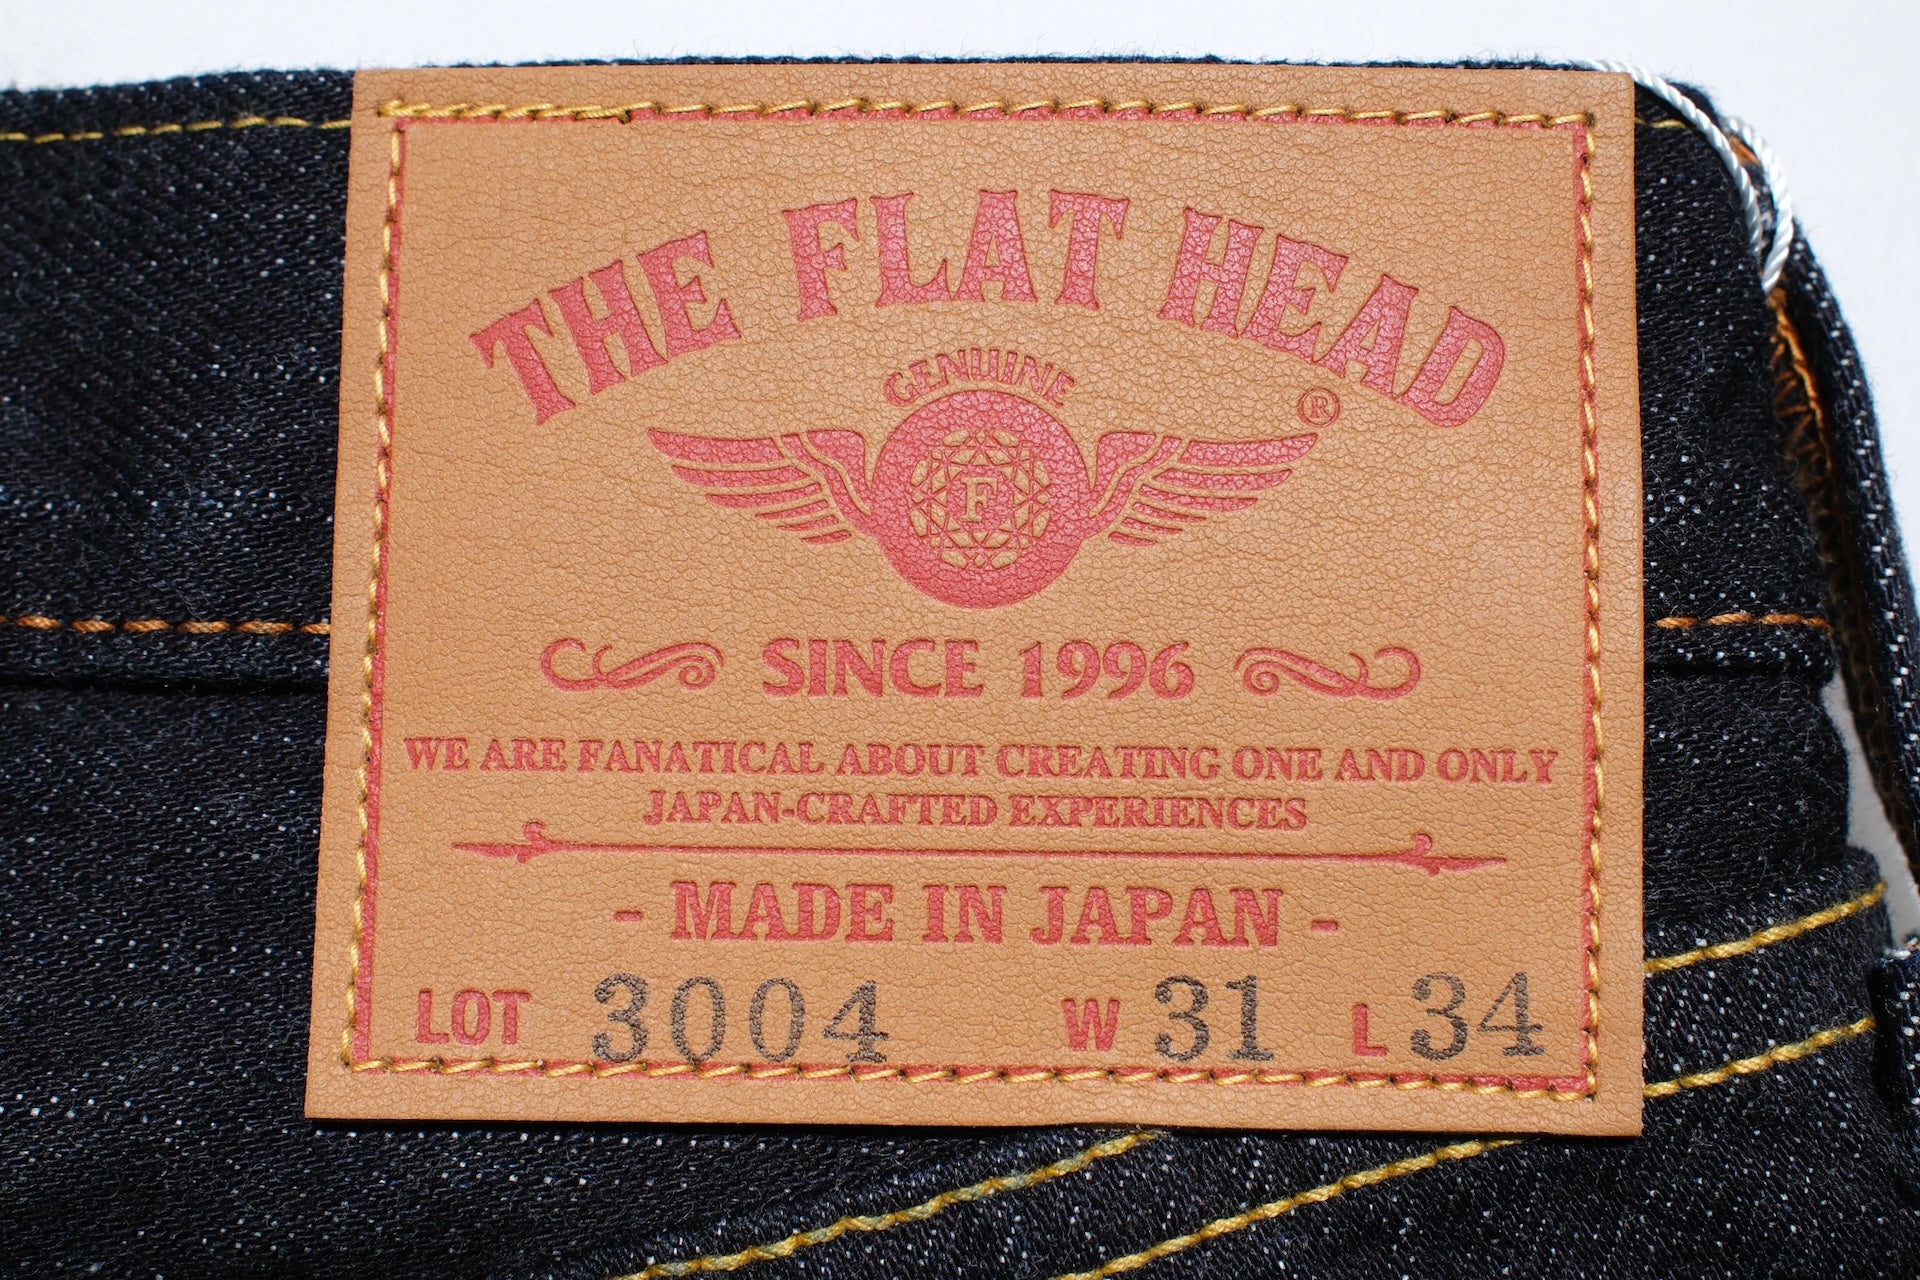 THE FLAT HEAD
GENUINE
®
F
SINCE 1996
WE ARE FANATICAL ABOUT CREATING ONE AND ONLY
JAPAN-CRAFTED EXPERIENCES
- MADE IN JAPAN -
LOT 3004 W 31 L 34